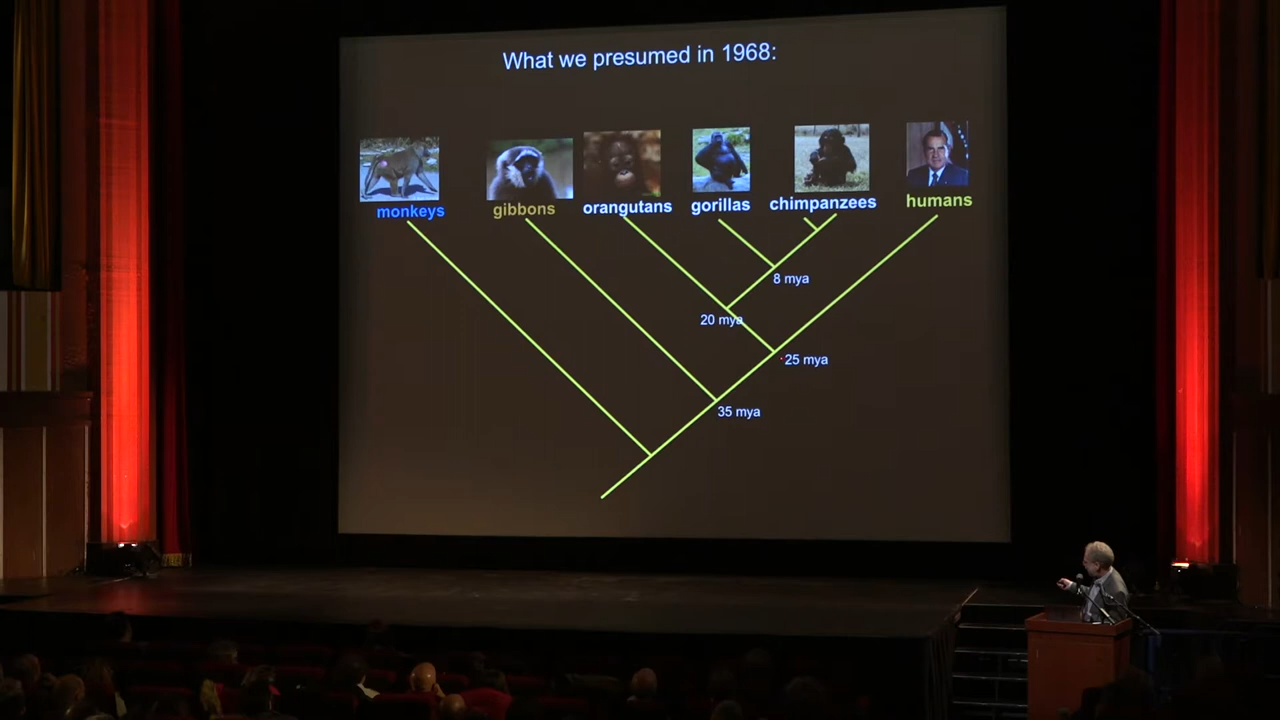 What we presumed in 1968:
monkeys
gibbons
orangutans
gorillas
chimpanzees
humans
8 mya
20 mya
25 mya
35 mya